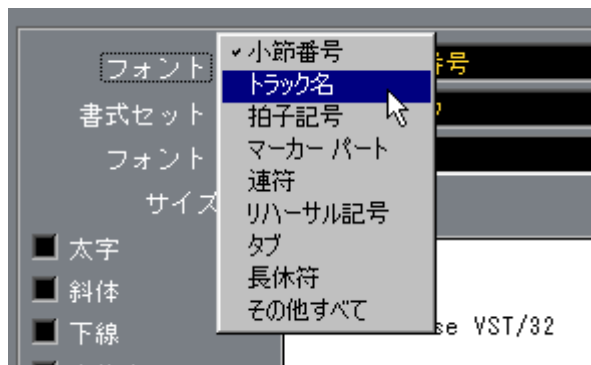 フォント
✓小節番号
号
トラック名
書式セット
拍子記号
フォント
マーカー パート
連符
サイズ
リハーサル記号
太字
タブ
斜体
長休符
その他すべて
下線
se VST/32